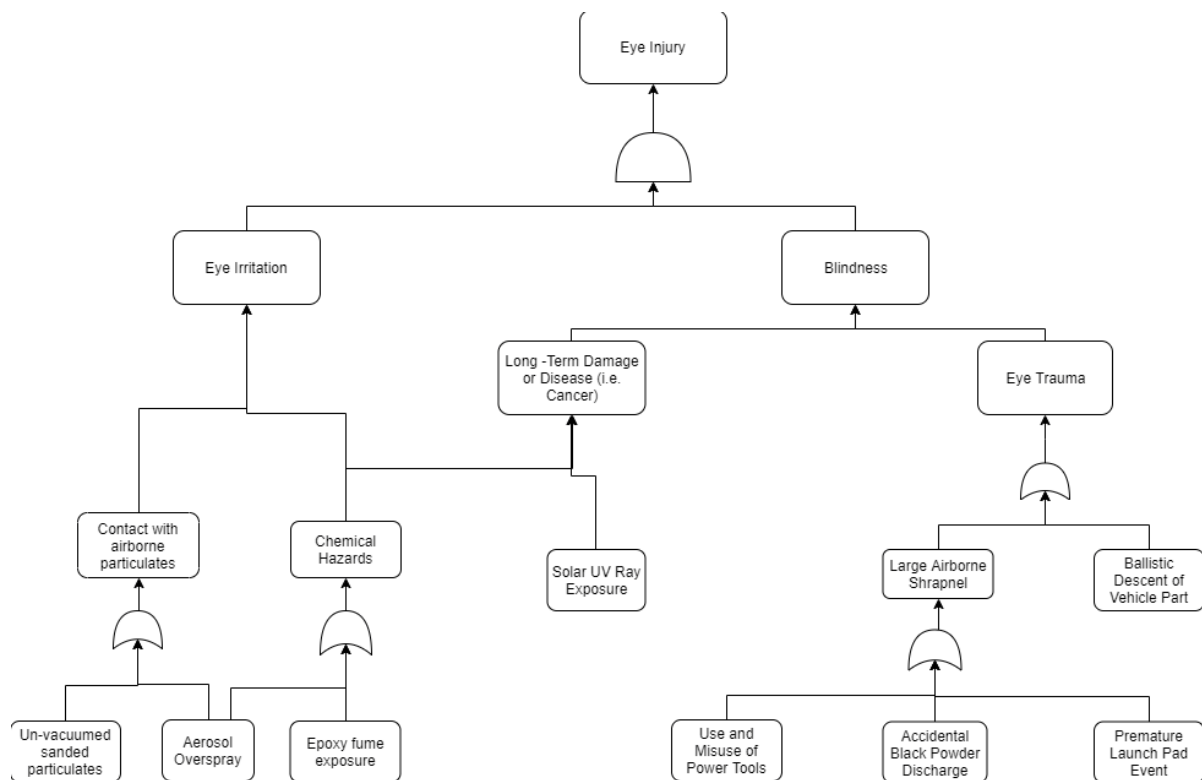 Eye Injury
Eye Irritation
Blindness
Long -Term Damage
or Disease (i.e.
Cancer)
Eye Trauma
Contact with
airborne
particulates
Chemical
Hazards
Solar UV Ray
Exposure
Large Airborne
Shrapnel
Ballistic
Descent of
Vehicle Part
Un-vacuumed
sanded
particulates
Aerosol
Overspray
Epoxy fume
exposure
Use and
Misuse of
Power Tools
Accidental
Black Powder
Discharge
Premature
Launch Pad
Event